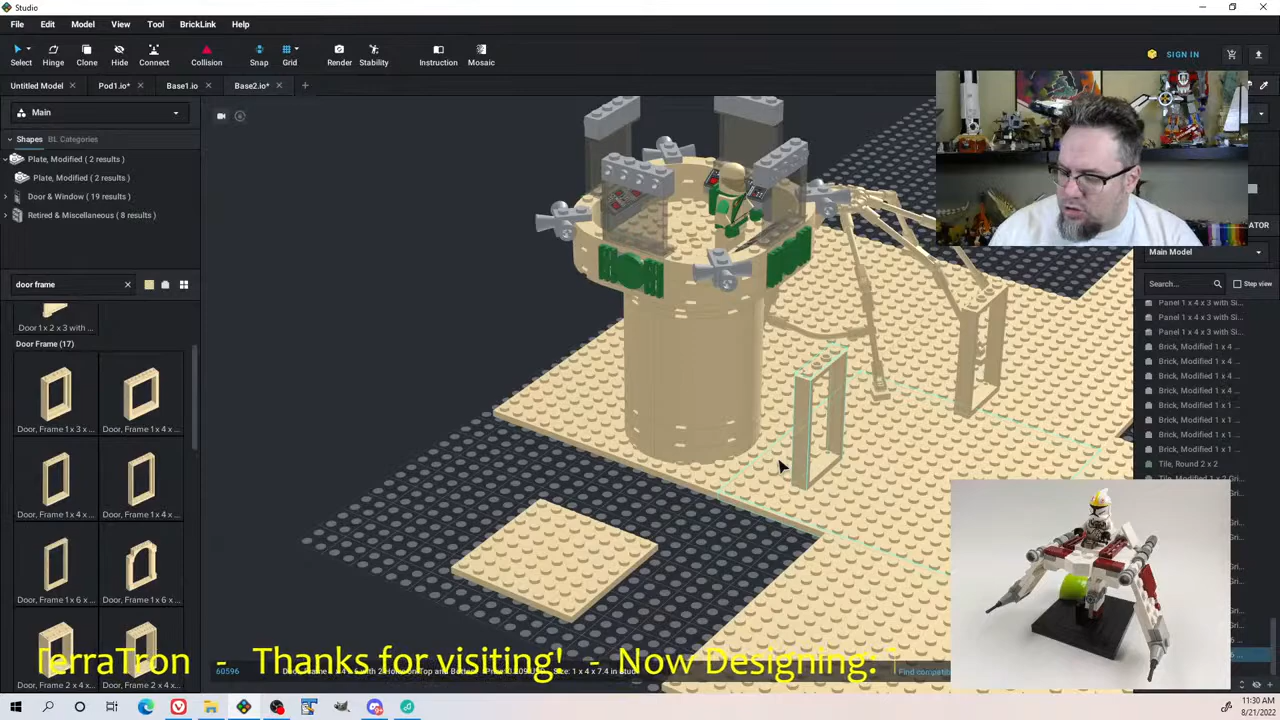 Studio
File Edit Model View Tool BrickLink Help
Select Hinge Clone Hide Connect Collision Snap Grid Render Stability Instruction Mosaic
SIGN IN
Untitled Model Pod1.io* Base1.io Base2.io*
Main
Shapes BL Categories
Plate, Modified ( 2 results )
Plate, Modified ( 2 results )
Door & Window ( 19 results )
Retired & Miscellaneous ( 8 results )
door frame
Door 1 x 2 x 3 with ...
Door Frame (17)
Door, Frame 1 x 3 x ... Door, Frame 1 x 4 x ...
Door, Frame 1 x 4 x ... Door, Frame 1 x 4 x ...
Door, Frame 1 x 6 x ... Door, Frame 1 x 6 x ...
Door, Frame 2 x 4 x ... Door, Frame 2 x 4 x ...
Main Model
Search... Step view
Panel 1 x 4 x 3 with Si...
Panel 1 x 4 x 3 with Si...
Panel 1 x 4 x 3 with Si...
Brick, Modified 1 x 4 ...
Brick, Modified 1 x 4 ...
Brick, Modified 1 x 4 ...
Brick, Modified 1 x 4 ...
Brick, Modified 1 x 1 ...
Brick, Modified 1 x 1 ...
Brick, Modified 1 x 1 ...
Brick, Modified 1 x 1 ...
Tile, Round 2 x 2
TerraTron - Thanks for visiting! - Now Designing:
60596
11:30 AM
8/21/2022